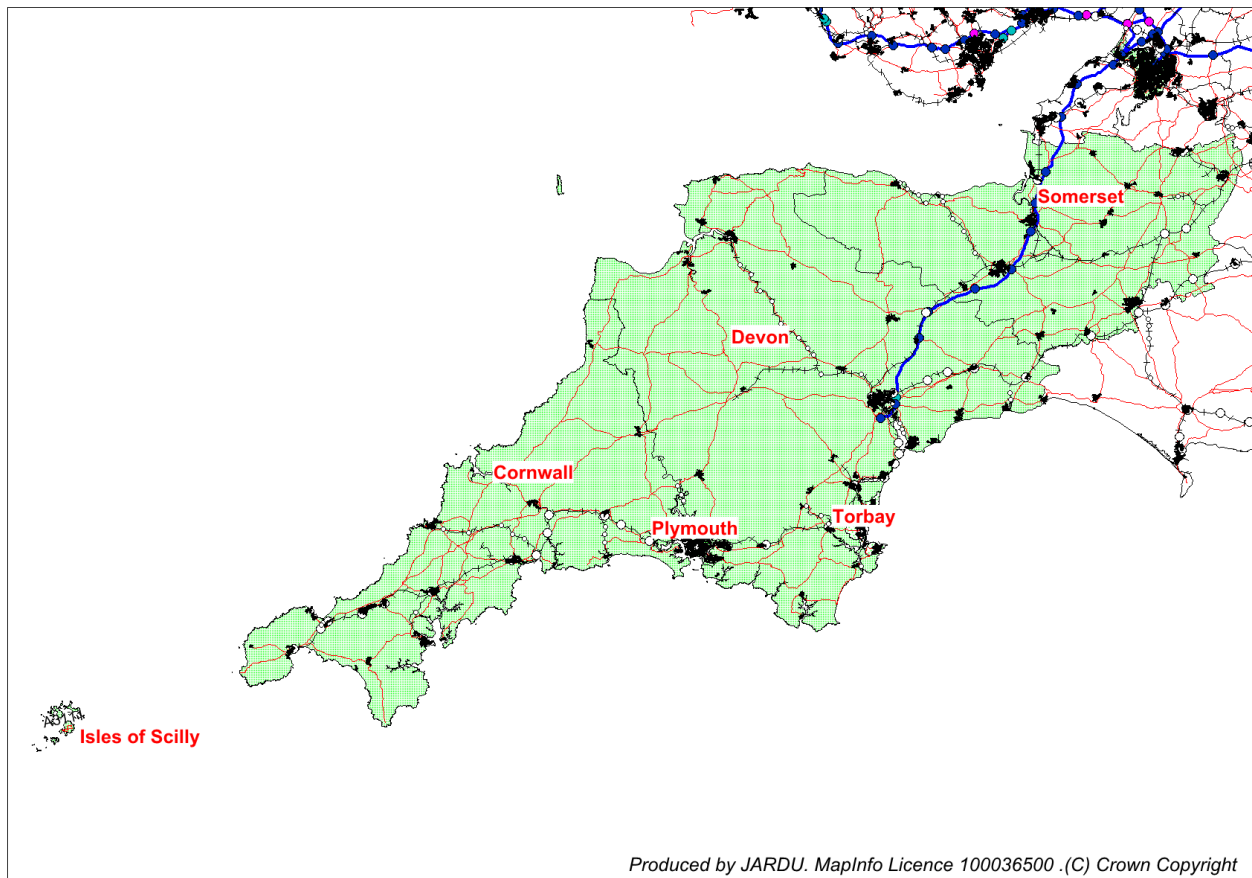 Somerset
Devon
Cornwall
Torbay
Plymouth
Isles of Scilly
Produced by JARDU. MapInfo Licence 100036500 .(C) Crown Copyright